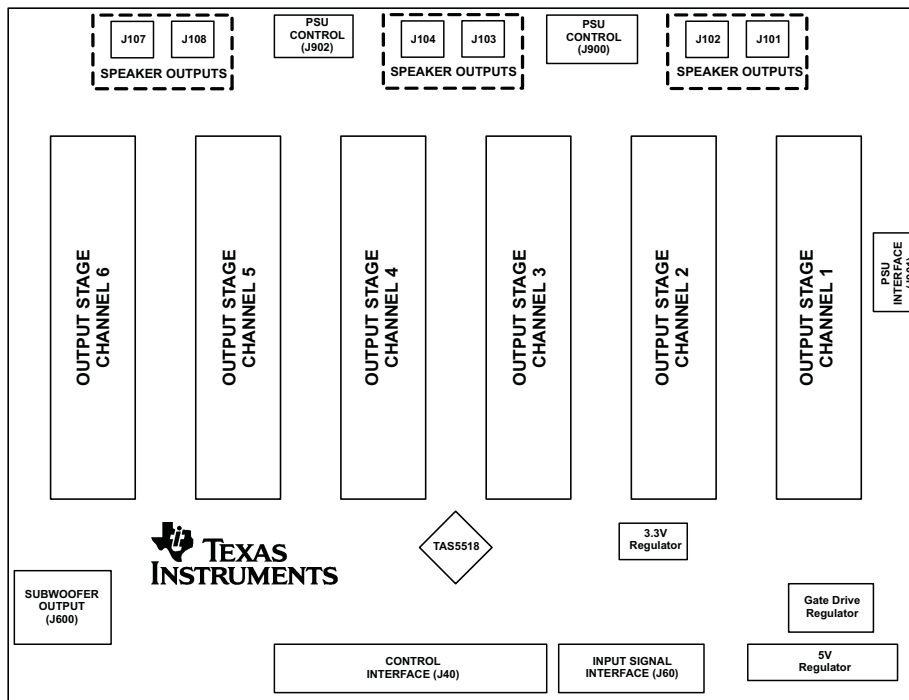 J107
J108
SPEAKER OUTPUTS
PSU
CONTROL
(J902)
J104
J103
SPEAKER OUTPUTS
PSU
CONTROL
(J900)
J102
J101
SPEAKER OUTPUTS
OUTPUT STAGE
CHANNEL 6
OUTPUT STAGE
CHANNEL 5
OUTPUT STAGE
CHANNEL 4
OUTPUT STAGE
CHANNEL 3
OUTPUT STAGE
CHANNEL 2
OUTPUT STAGE
CHANNEL 1
PSU
INTERFACE
TEXAS
INSTRUMENTS
TAS5518
3.3V
Regulator
SUBWOOFER
OUTPUT
(J600)
Gate Drive
Regulator
CONTROL
INTERFACE (J40)
INPUT SIGNAL
INTERFACE (J60)
5V
Regulator